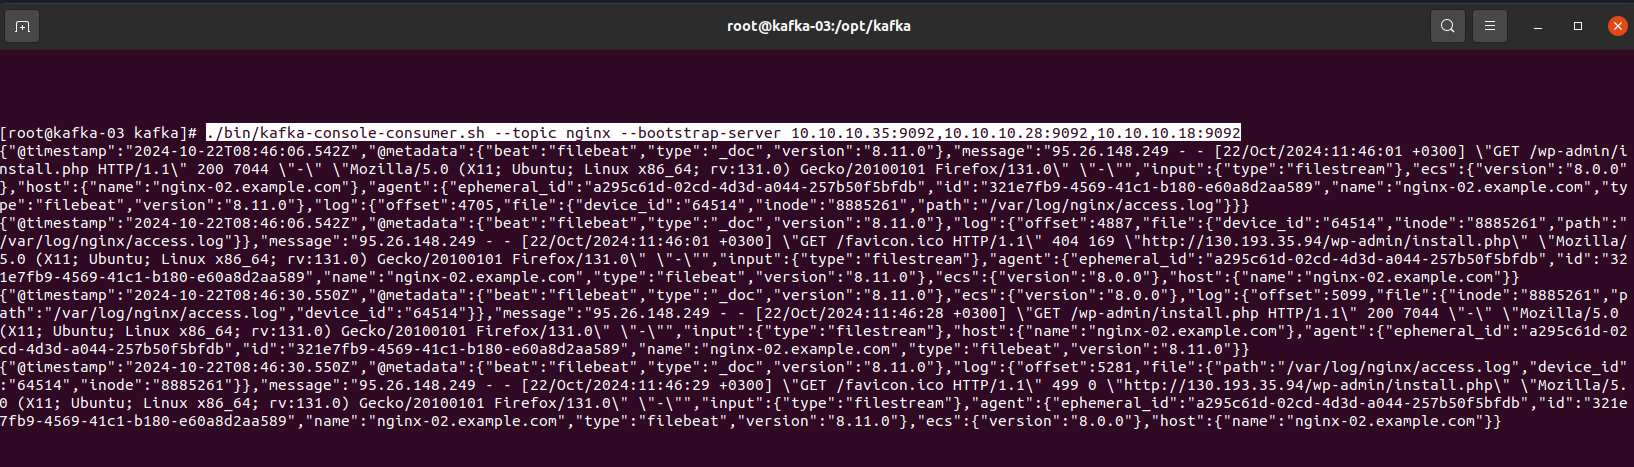 root@kafka-03:/opt/kafka
[root@kafka-03 kafka]# ./bin/kafka-console-consumer.sh --topic nginx --bootstrap-server 10.10.10.35:9092,10.10.10.28:9092,10.10.10.18:9092
{"@timestamp":"2024-10-22T08:46:06.542Z","@metadata":{"beat":"filebeat","type":"_doc","version":"8.11.0"},"message":"95.26.148.249 - - [22/Oct/2024:11:46:01 +0300] \"GET /wp-admin/i
nstall.php HTTP/1.1\" 200 7044 \"-\" \"Mozilla/5.0 (X11; Ubuntu; Linux x86_64; rv:131.0) Gecko/20100101 Firefox/131.0\" \"-\"","input":{"type":"filestream"},"ecs":{"version":"8.0.0"
},"host":{"name":"nginx-02.example.com"},"agent":{"ephemeral_id":"a295c61d-02cd-4d3d-a044-257b50f5bfdb","id":"321e7fb9-4569-41c1-b180-e60a8d2aa589","name":"nginx-02.example.com","ty
pe":"filebeat","version":"8.11.0"},"log":{"offset":4705,"file":{"device_id":"64514","inode":"8885261","path":"/var/log/nginx/access.log"}}}
{"@timestamp":"2024-10-22T08:46:06.542Z","@metadata":{"beat":"filebeat","type":"_doc","version":"8.11.0"},"log":{"offset":4887,"file":{"device_id":"64514","inode":"8885261","path":"
/var/log/nginx/access.log"}},"message":"95.26.148.249 - - [22/Oct/2024:11:46:01 +0300] \"GET /favicon.ico HTTP/1.1\" 404 169 \"http://130.193.35.94/wp-admin/install.php\" \"Mozilla/
5.0 (X11; Ubuntu; Linux x86_64; rv:131.0) Gecko/20100101 Firefox/131.0\" \"-\"","input":{"type":"filestream"},"agent":{"ephemeral_id":"a295c61d-02cd-4d3d-a044-257b50f5bfdb","id":"32
1e7fb9-4569-41c1-b180-e60a8d2aa589","name":"nginx-02.example.com","type":"filebeat","version":"8.11.0"},"ecs":{"version":"8.0.0"},"host":{"name":"nginx-02.example.com"}}
{"@timestamp":"2024-10-22T08:46:30.550Z","@metadata":{"beat":"filebeat","type":"_doc","version":"8.11.0"},"ecs":{"version":"8.0.0"},"log":{"offset":5099,"file":{"inode":"8885261","p
ath":"/var/log/nginx/access.log","device_id":"64514"}},"message":"95.26.148.249 - - [22/Oct/2024:11:46:28 +0300] \"GET /wp-admin/install.php HTTP/1.1\" 200 7044 \"-\" \"Mozilla/5.0 
(X11; Ubuntu; Linux x86_64; rv:131.0) Gecko/20100101 Firefox/131.0\" \"-\"","input":{"type":"filestream"},"host":{"name":"nginx-02.example.com"},"agent":{"ephemeral_id":"a295c61d-02
cd-4d3d-a044-257b50f5bfdb","id":"321e7fb9-4569-41c1-b180-e60a8d2aa589","name":"nginx-02.example.com","type":"filebeat","version":"8.11.0"}}
{"@timestamp":"2024-10-22T08:46:30.550Z","@metadata":{"beat":"filebeat","type":"_doc","version":"8.11.0"},"log":{"offset":5281,"file":{"path":"/var/log/nginx/access.log","device_id"
:"64514","inode":"8885261"}},"message":"95.26.148.249 - - [22/Oct/2024:11:46:29 +0300] \"GET /favicon.ico HTTP/1.1\" 499 0 \"http://130.193.35.94/wp-admin/install.php\" \"Mozilla/5.
0 (X11; Ubuntu; Linux x86_64; rv:131.0) Gecko/20100101 Firefox/131.0\" \"-\"","input":{"type":"filestream"},"agent":{"ephemeral_id":"a295c61d-02cd-4d3d-a044-257b50f5bfdb","id":"321e
7fb9-4569-41c1-b180-e60a8d2aa589","name":"nginx-02.example.com","type":"filebeat","version":"8.11.0"},"ecs":{"version":"8.0.0"},"host":{"name":"nginx-02.example.com"}}